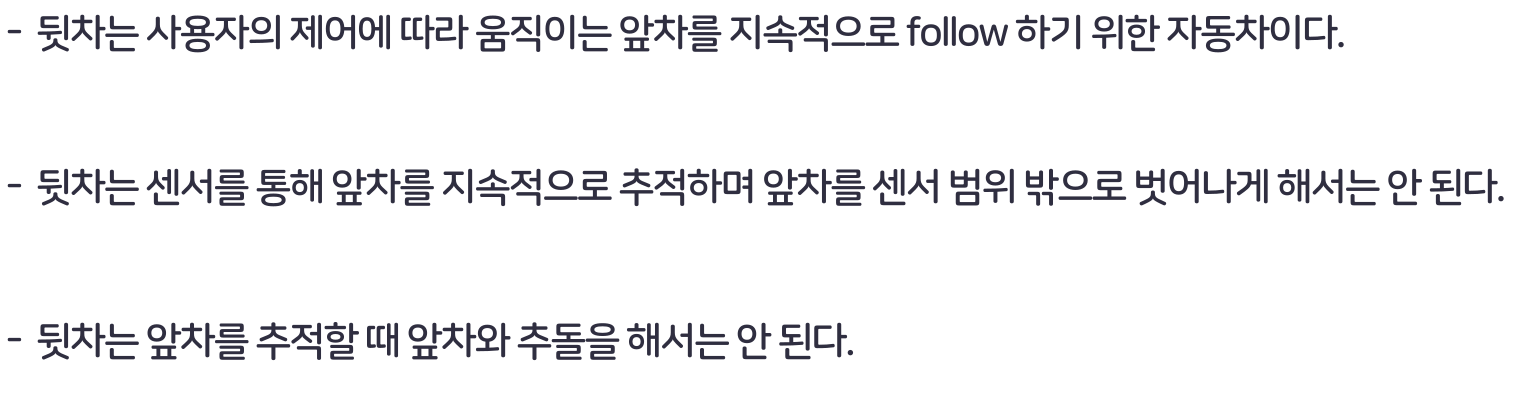 - 뒷차는 사용자의 제어에 따라 움직이는 앞차를 지속적으로 follow 하기 위한 자동차이다.
- 뒷차는 센서를 통해 앞차를 지속적으로 추적하며 앞차를 센서 범위 밖으로 벗어나게 해서는 안 된다.
- 뒷차는 앞차를 추적할 때 앞차와 추돌을 해서는 안 된다.